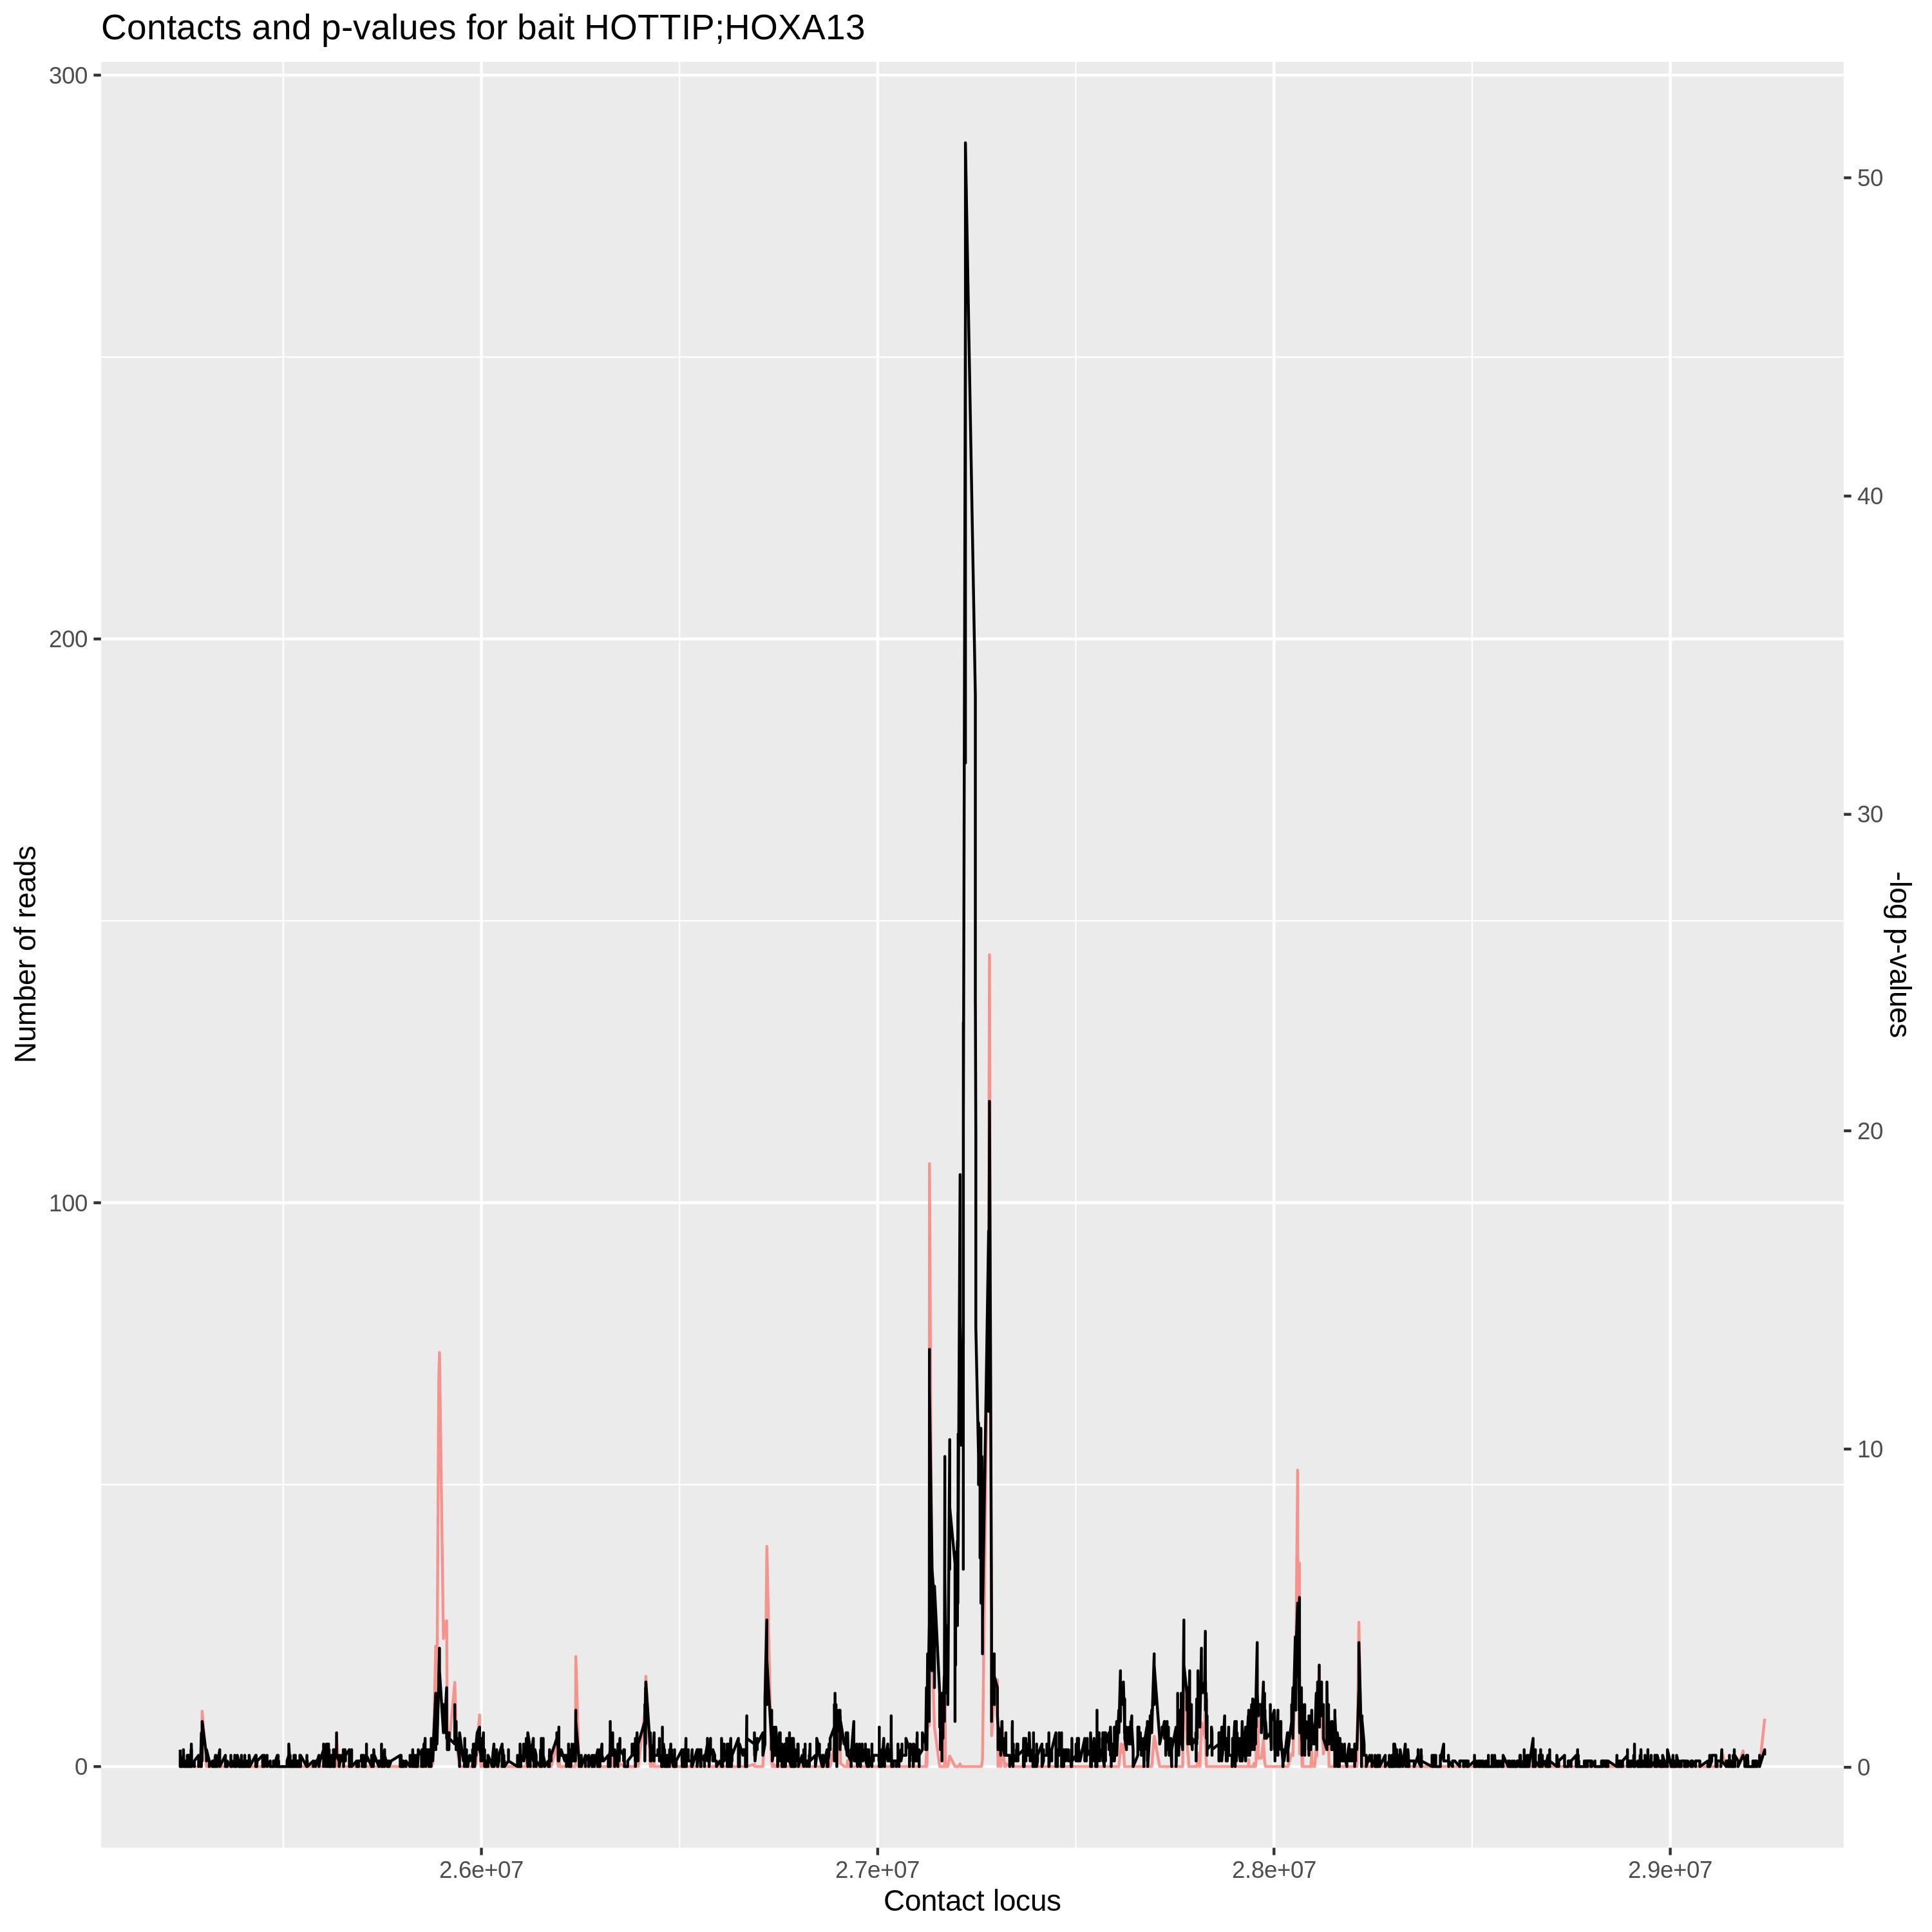 Contacts and p-values for bait HOTTIP;HOXA13
300
200
100
0
Number of reads
50
40
30
20
10
0
-log p-values
2.6e+07 2.7e+07 2.8e+07 2.9e+07
Contact locus